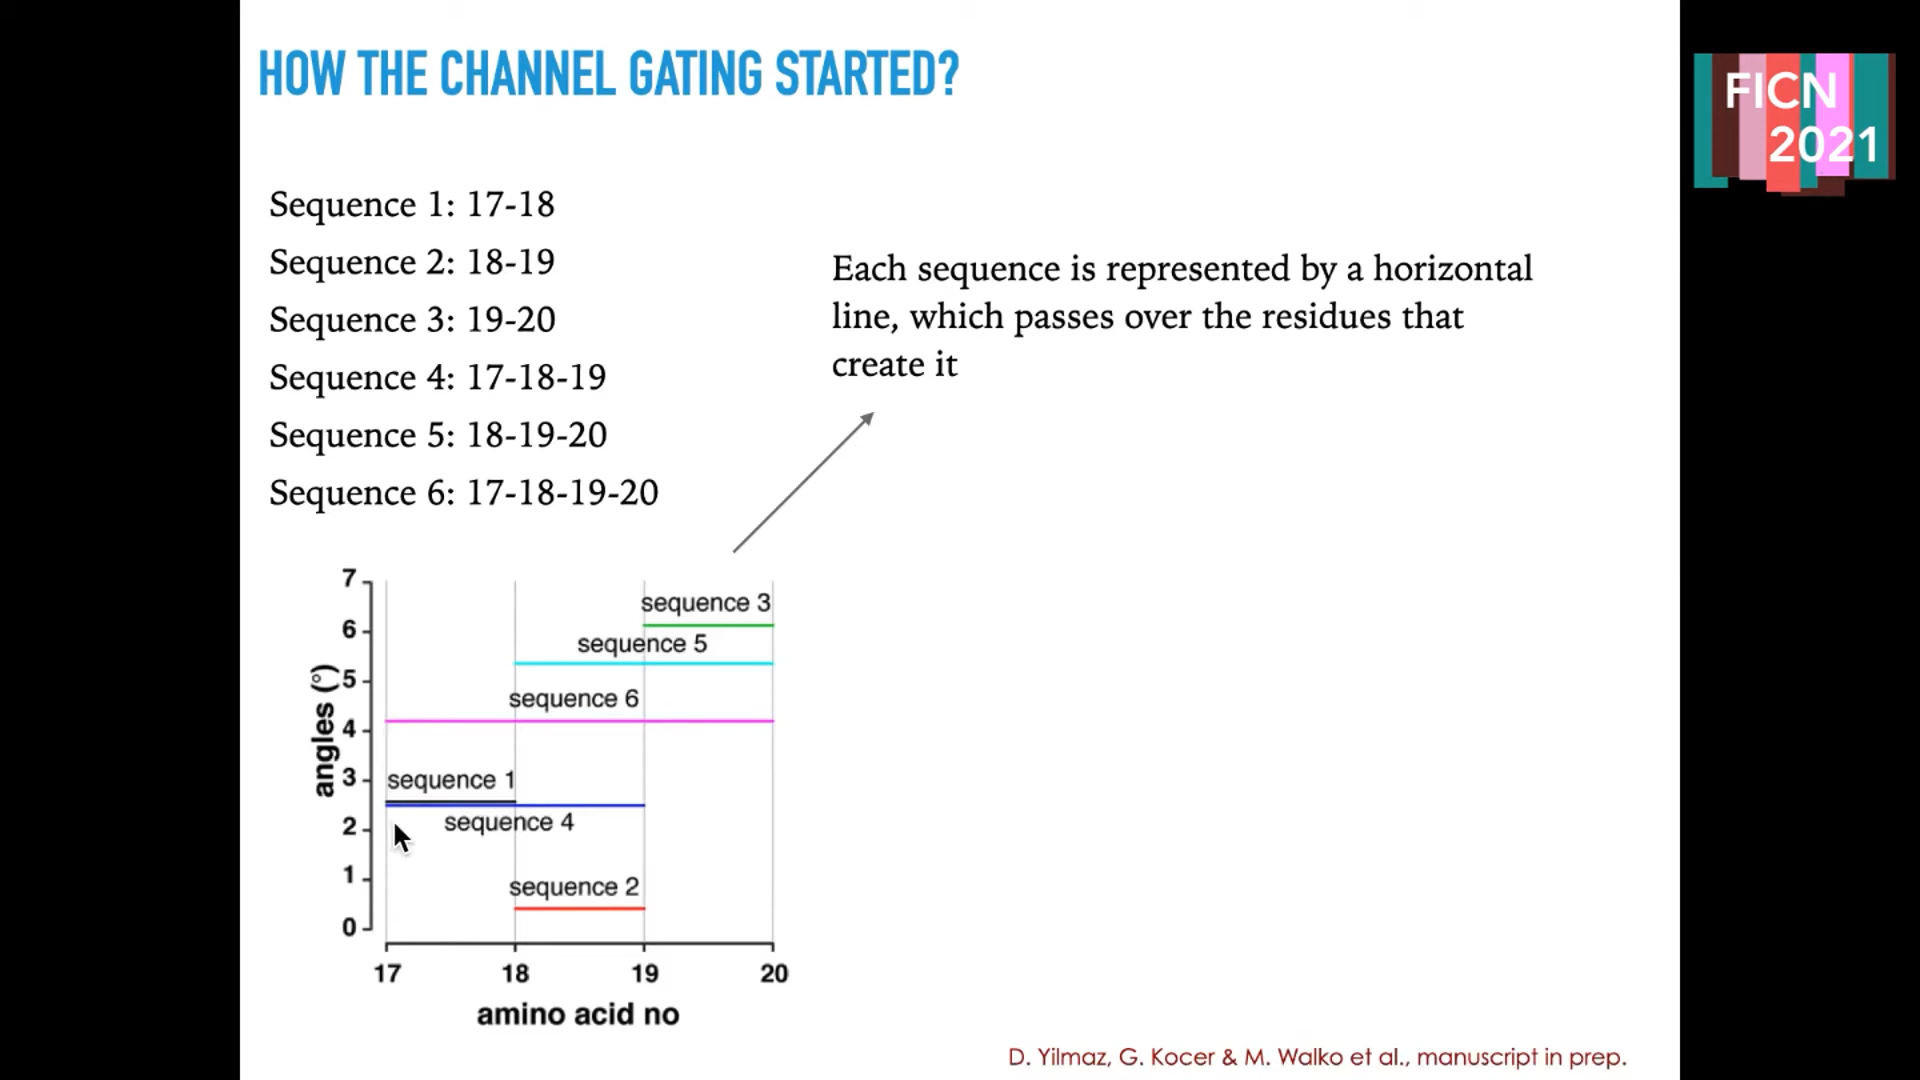 HOW THE CHANNEL GATING STARTED?
FICN
2021
Sequence 1: 17-18
Sequence 2: 18-19
Sequence 3: 19-20
Sequence 4: 17-18-19
Sequence 5: 18-19-20
Sequence 6: 17-18-19-20
Each sequence is represented by a horizontal
line, which passes over the residues that
create it
7
6
5
4
3
2
1
0
angles (°)
sequence 3
sequence 5
sequence 6
sequence 1
sequence 4
sequence 2
17 18 19 20
amino acid no
D. Yilmaz, G. Kocer & M. Walko et al., manuscript in prep.